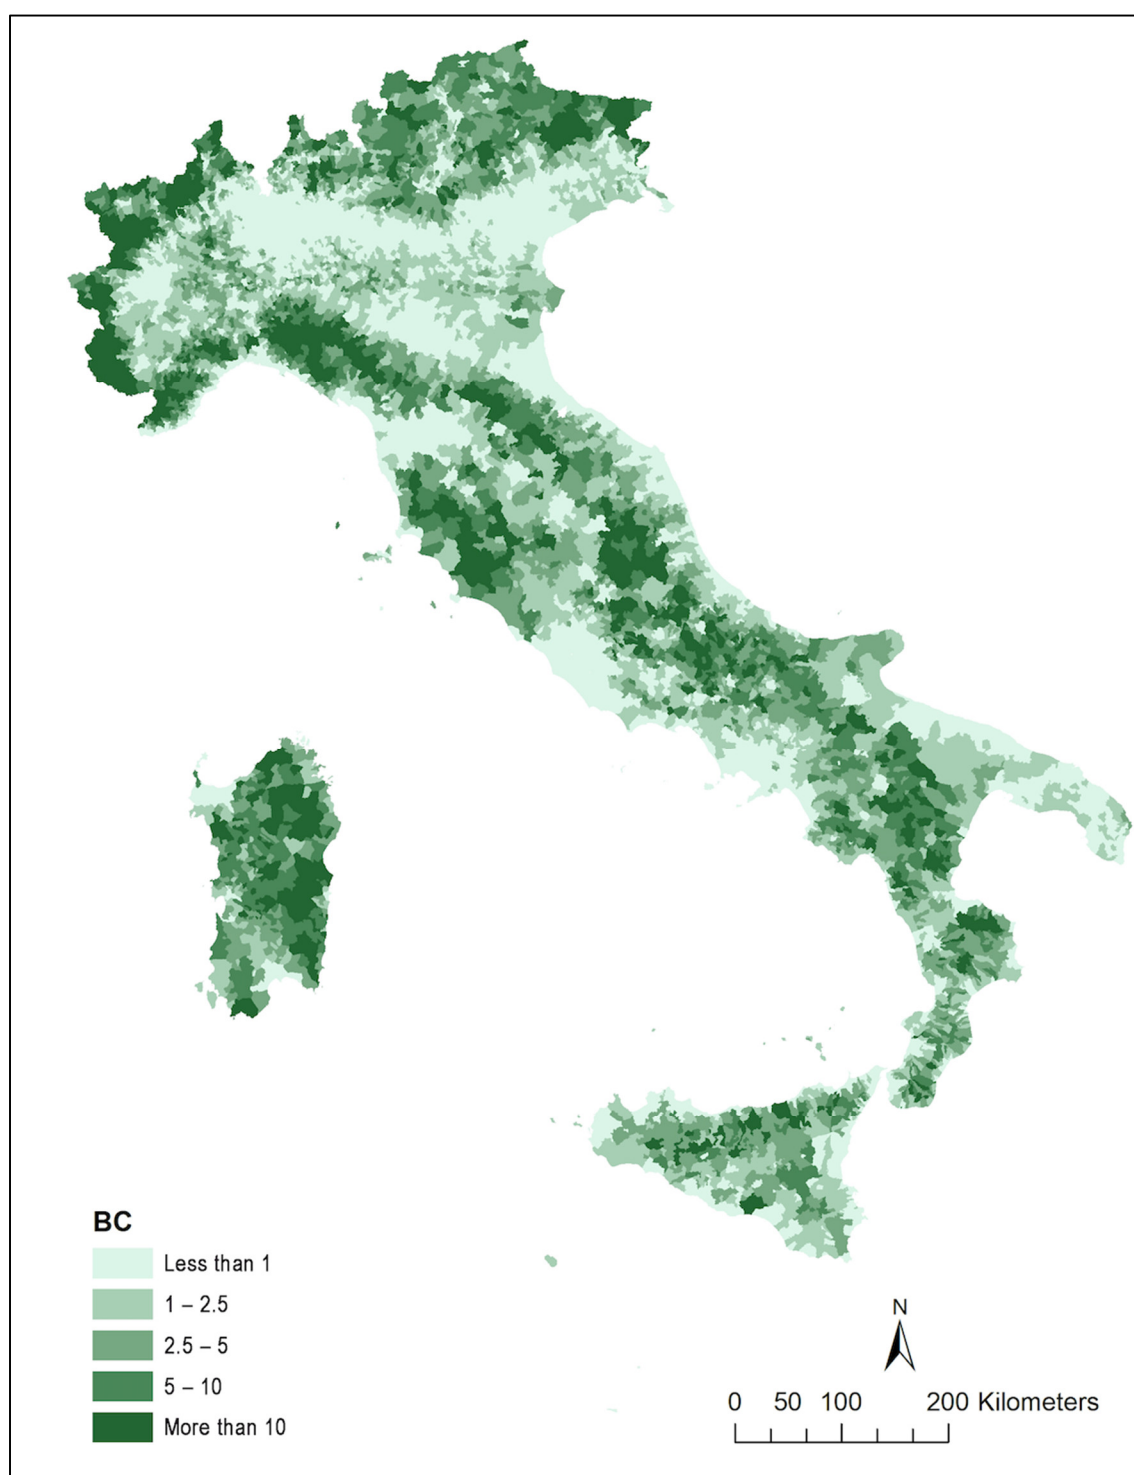 BC
Less than 1
1 – 2.5
2.5 – 5
5 – 10
More than 10
N
0 50 100 200 Kilometers